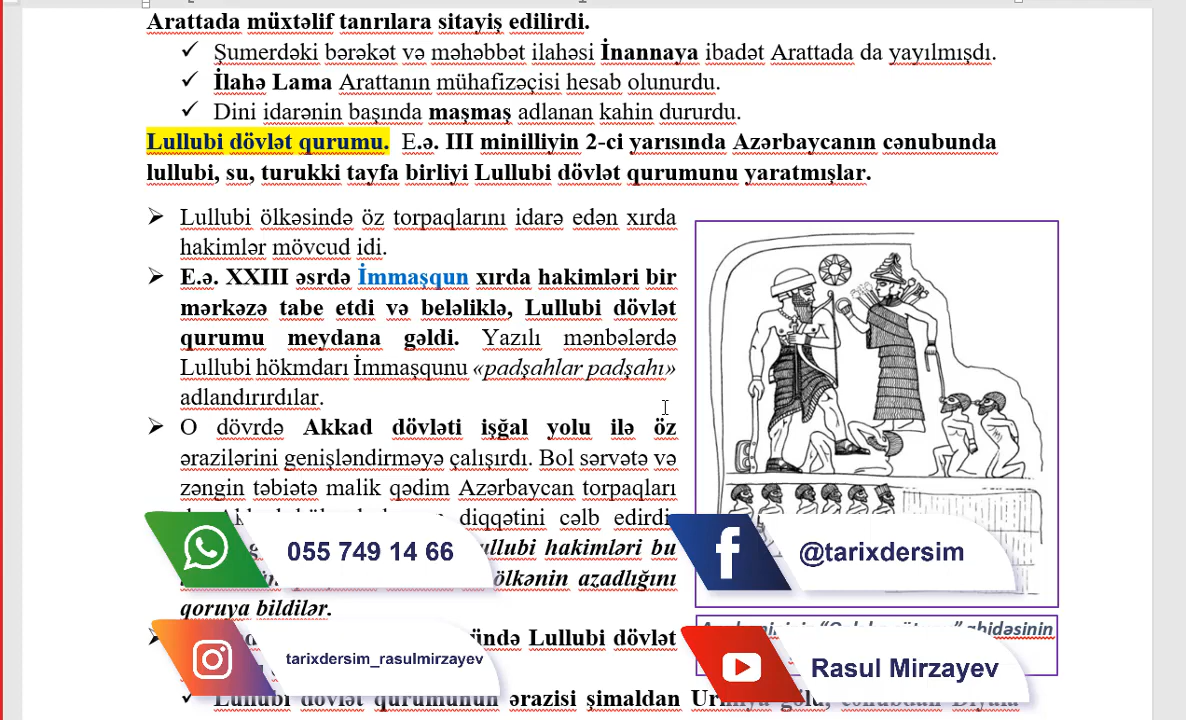 Arattada müxtəlif tanrılara sitayiş edilirdi.
✓ Şumerdəki bərəkət və məhəbbət ilahəsi İnannaya ibadət Arattada da yayılmışdı.
✓ İlahə Lama Arattanın mühafizəçisi hesab olunurdu.
✓ Dini idarənin başında maşmaş adlanan kahin dururdu.
Lullubi dövlət qurumu. E.ə. III minilliyin 2-ci yarısında Azərbaycanın cənubunda
lullubi, su, turukki tayfa birliyi Lullubi dövlət qurumunu yaratmışlar.
➢ Lullubi ölkəsində öz torpaqlarını idarə edən xırda
hakimlər mövcud idi.
➢ E.ə. XXIII əsrdə İmmaşqun xırda hakimləri bir
mərkəzə tabe etdi və beləliklə, Lullubi dövlət
qurumu meydana gəldi. Yazılı mənbələrdə
Lullubi hökmdarı İmmaşqunu «padşahlar padşahı»
adlandırırdılar.
➢ O dövrdə Akkad dövləti işğal yolu ilə öz
ərazilərini genişləndirməyə çalışırdı. Bol sərvətə və
zəngin təbiətə malik qədim Azərbaycan torpaqları
diqqətini cəlb edirdi
hakimləri bu
ölkənin azadlığını
qoruya bildilər.
Lullubi dövlət
Lullubi dövlət qurumunun ərazisi şimaldan
055 749 14 66
@tarixdersim
tarixdersim_rasulmirzayev
Rasul Mirzayev